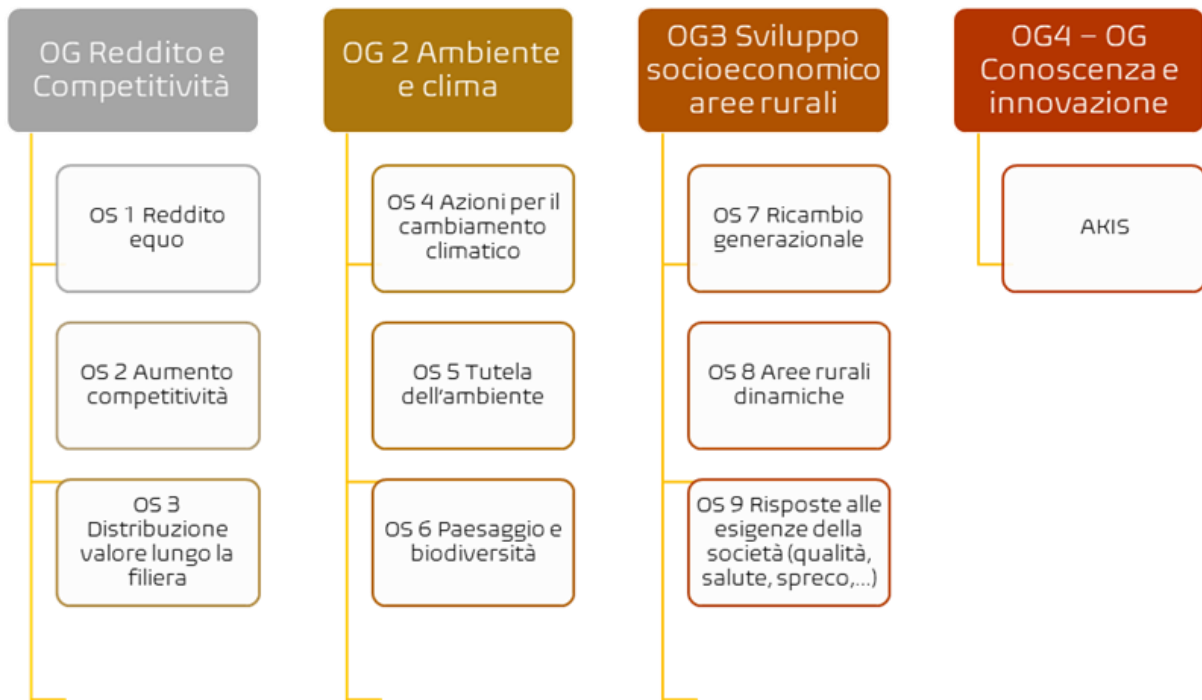 OG Reddito e
Competitività
OS 1 Reddito
equo
OS 2 Aumento
competitività
OS 3
Distribuzione
valore lungo la
filiera
OG 2 Ambiente
e clima
OS 4 Azioni per il
cambiamento
climatico
OS 5 Tutela
dell'ambiente
OS 6 Paesaggio e
biodiversità
OG3 Sviluppo
socioeconomico
aree rurali
OS 7 Ricambio
generazionale
OS 8 Aree rurali
dinamiche
OS 9 Risposte alle
esigenze della
società (qualità,
salute, spreco,...)
OG4 – OG
Conoscenza e
innovazione
AKIS